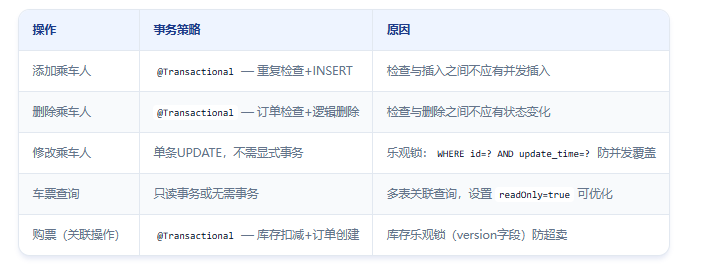 操作 事务策略 原因
添加乘车人 @Transactional — 重复检查+INSERT 检查与插入之间不应有并发插入
删除乘车人 @Transactional — 订单检查+逻辑删除 检查与删除之间不应有状态变化
修改乘车人 单条UPDATE，不需显式事务 乐观锁： WHERE id=? AND update_time=? 防并发覆盖
车票查询 只读事务或无需事务 多表关联查询，设置 readOnly=true 可优化
购票（关联操作） @Transactional — 库存扣减+订单创建 库存乐观锁（version字段）防超卖